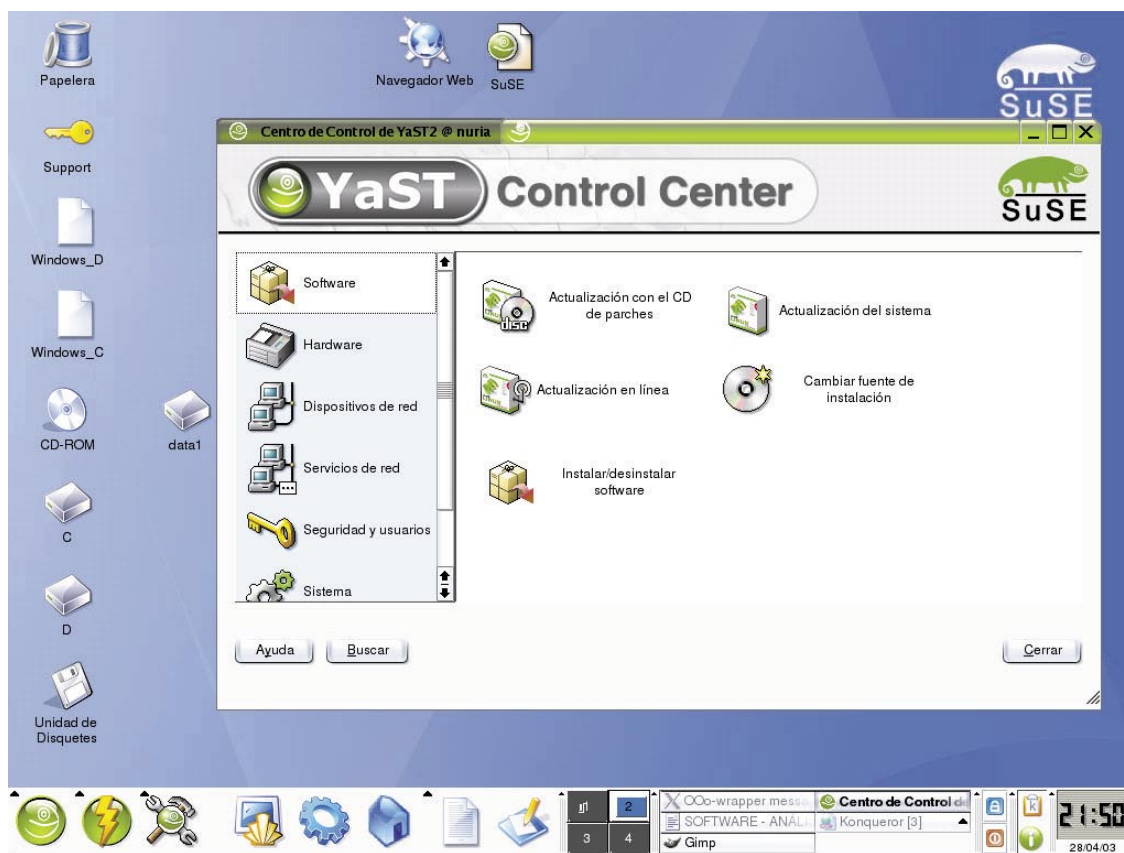 Papelera
Navegador Web
SuSE
SuSE
Support
Windows_D
Windows_C
CD-ROM
data1
C
D
Unidad de
Disquetes
Centro de Control de YaST2 @ nuria
YaST Control Center
SuSE
Software
Hardware
Dispositivos de red
Servicios de red
Seguridad y usuarios
Sistema
Actualización con el CD
de parches
Actualización del sistema
Actualización en línea
Cambiar fuente de
instalación
Instalar/desinstalar
software
Ayuda
Buscar
Cerrar
2
3
4
OOo-wrapper messa
SOFTWARE - ANÁL
Gimp
Centro de Control de
Konqueror [3]
21:50
28/04/03